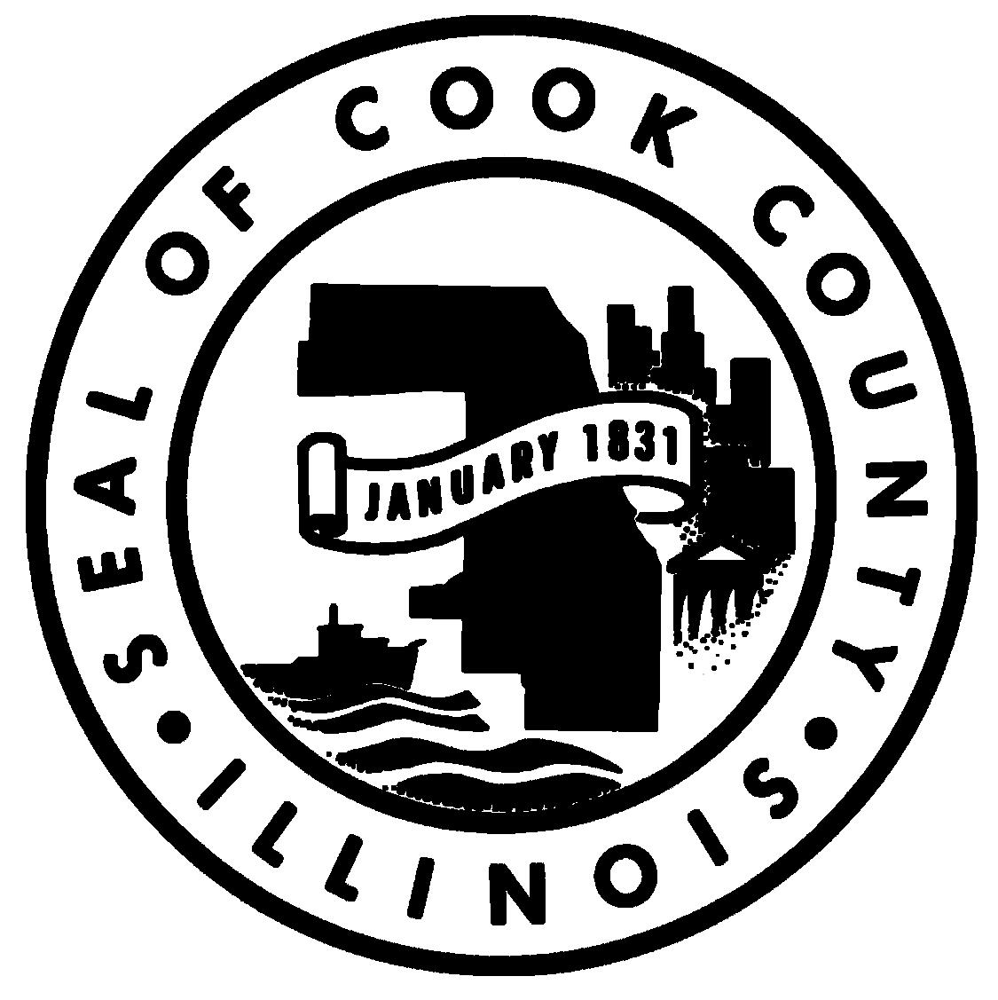 SEAL OF COOK COUNTY
JANUARY 1831
• ILLINOIS •